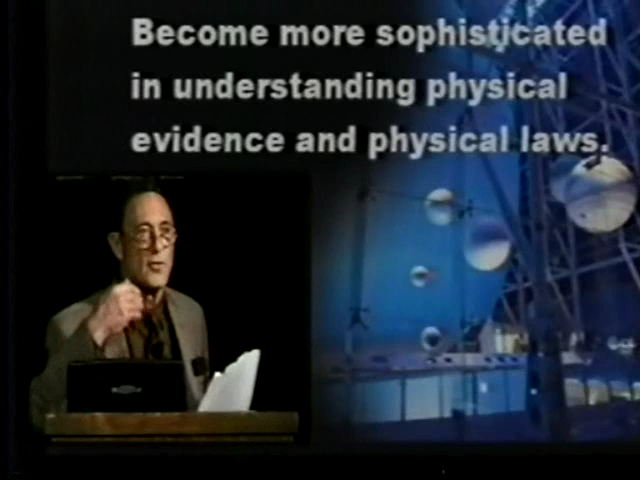 Become more sophisticated
in understanding physical
evidence and physical laws.